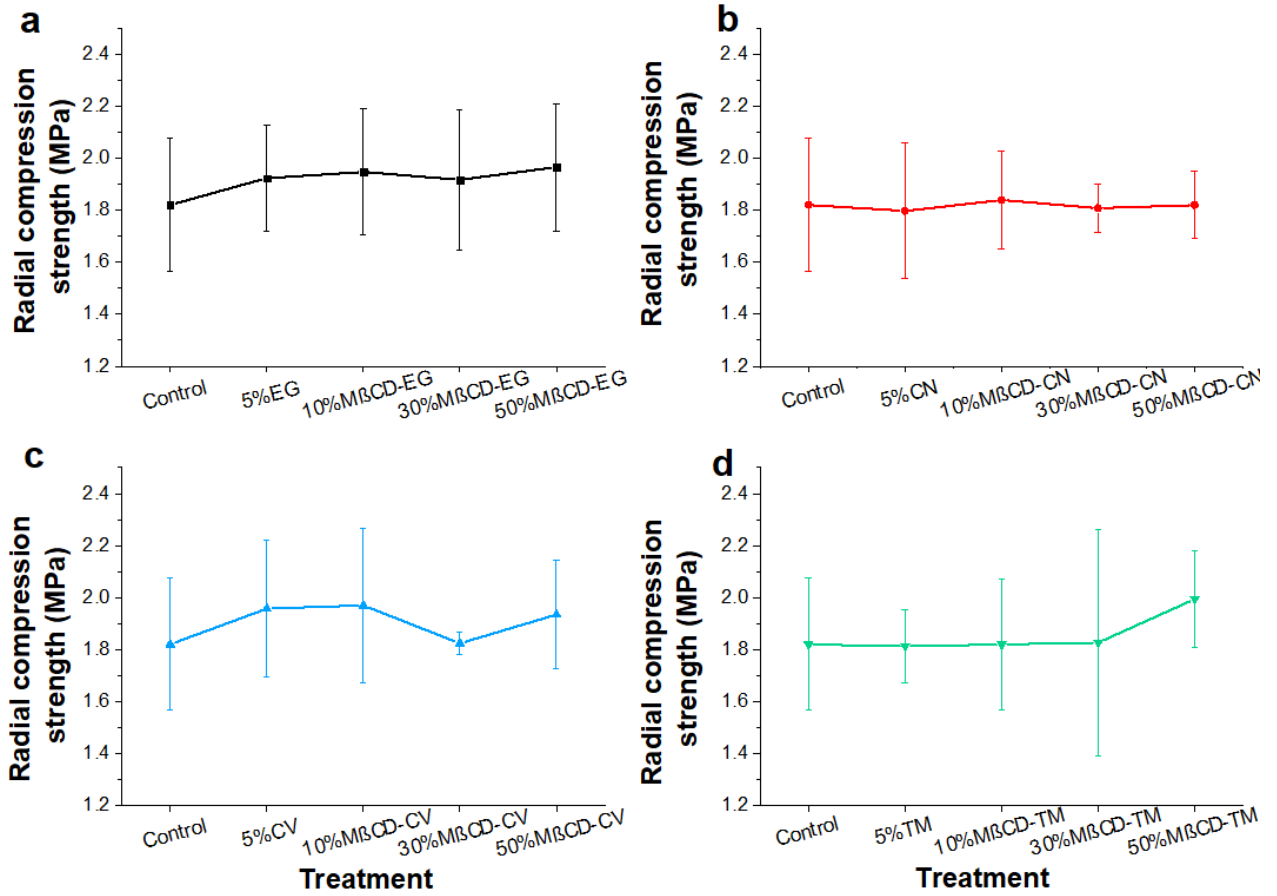 a
Radial compression
strength (MPa)
2.4
2.2
2.0
1.8
1.6
1.4
1.2
Control
5%EG
10%MßCD-EG
30%MßCD-EG
50%MßCD-EG
b
Radial compression
strength (MPa)
2.4
2.2
2.0
1.8
1.6
1.4
1.2
Control
5%CN
10%MßCD-CN
30%MßCD-CN
50%MßCD-CN
c
Radial compression
strength (MPa)
2.4
2.2
2.0
1.8
1.6
1.4
1.2
Control
5%CV
10%MßCD-CV
30%MßCD-CV
50%MßCD-CV
Treatment
d
Radial compression
strength (MPa)
2.4
2.2
2.0
1.8
1.6
1.4
1.2
Control
5%TM
10%MßCD-TM
30%MßCD-TM
50%MßCD-TM
Treatment